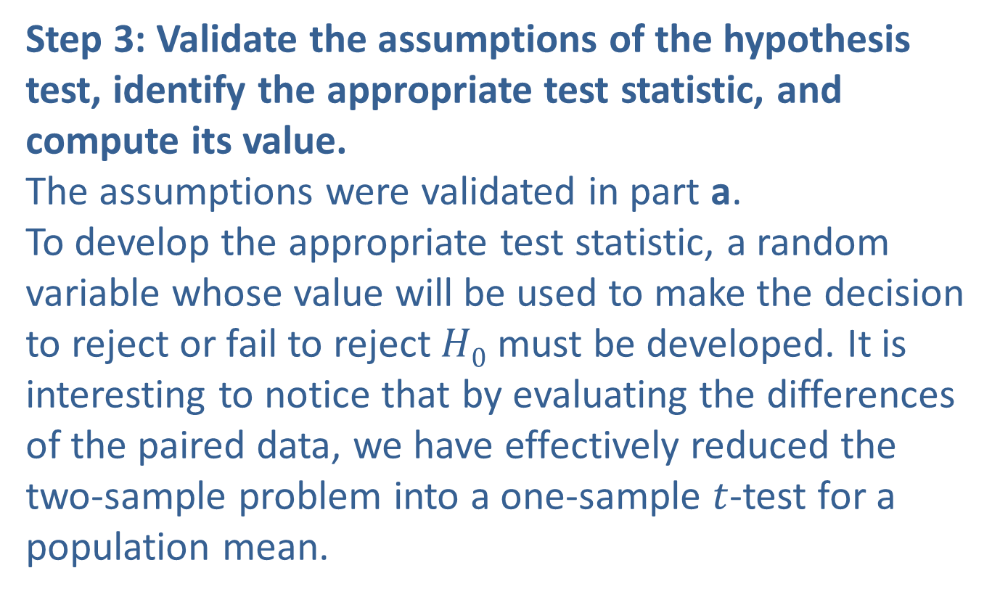 Step 3: Validate the assumptions of the hypothesis
test, identify the appropriate test statistic, and
compute its value.
The assumptions were validated in part a.
To develop the appropriate test statistic, a random
variable whose value will be used to make the decision
to reject or fail to reject H₀ must be developed. It is
interesting to notice that by evaluating the differences
of the paired data, we have effectively reduced the
two-sample problem into a one-sample t-test for a
population mean.